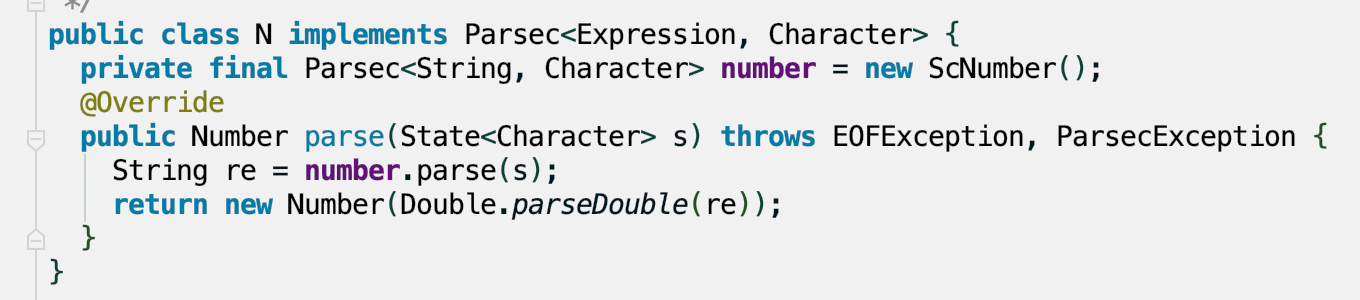 */
public class N implements Parsec<Expression, Character> {
  private final Parsec<String, Character> number = new ScNumber();
  @Override
  public Number parse(State<Character> s) throws EOFException, ParsecException {
    String re = number.parse(s);
    return new Number(Double.parseDouble(re));
  }
}